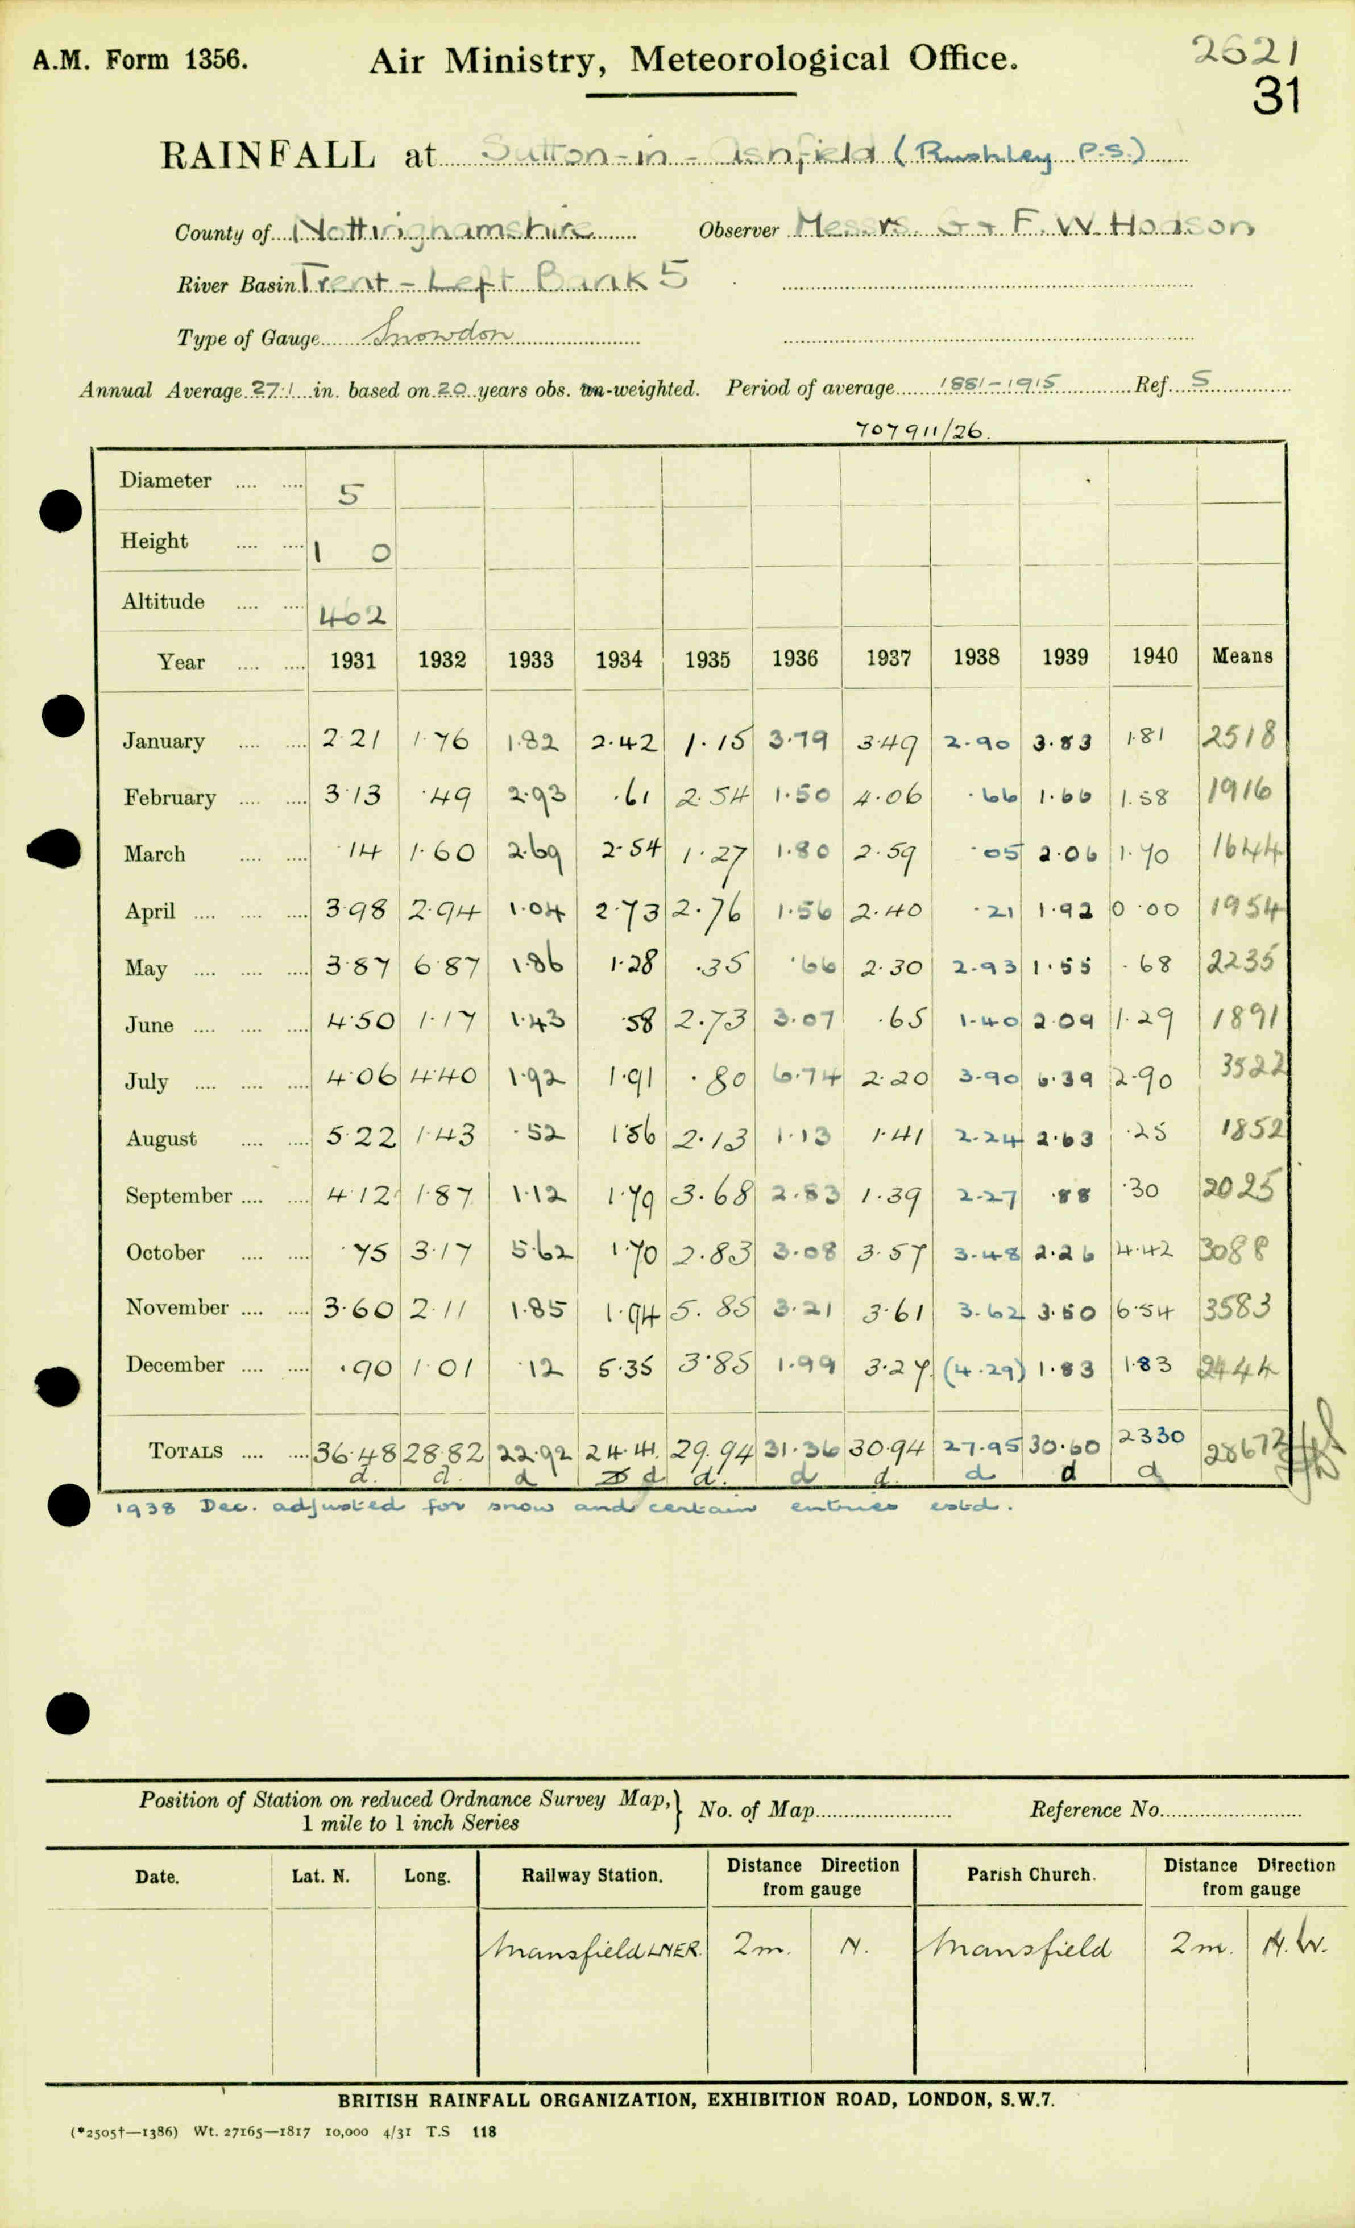 A.M. Form 1356. Air Ministry, Meteorological Office. 2621
31
RAINFALL at Sutton-in-Ashfield (Rushley P.S.)
County of Nottinghamshire Observer Messrs. G & F. W. Hodson
River Basin Trent - Left Bank 5
Type of Gauge Snowdon
Annual Average 27.1 in. based on 20 years obs. un-weighted. Period of average 1881-1915 Ref. 5
707911/26.
Diameter 5
Height 1 0
Altitude 462
Year 1931 1932 1933 1934 1935 1936 1937 1938 1939 1940 Means
January 2.21 1.76 1.82 2.42 1.15 3.79 3.49 2.90 3.83 1.81 2518
February 3.13 .49 2.93 .61 2.54 1.50 4.06 .66 1.66 1.58 1916
March .14 1.60 2.69 2.54 1.27 1.80 2.59 .05 2.06 1.70 1644
April 3.98 2.94 1.04 2.73 2.76 1.56 2.40 .21 1.92 0.00 1954
May 3.87 6.87 1.86 1.28 .35 .66 2.30 2.93 1.55 .68 2235
June 4.50 1.17 1.43 .58 2.73 3.07 .65 1.40 2.09 1.29 1891
July 4.06 4.40 1.92 1.91 .80 6.74 2.20 3.90 6.39 2.90 3522
August 5.22 1.43 .52 1.56 2.13 1.13 1.41 2.24 2.63 .25 1852
September 4.12 1.87 1.12 1.79 3.68 2.83 1.39 2.27 .88 .30 2025
October .75 3.17 5.62 1.70 2.83 3.08 3.57 3.48 2.26 4.42 3088
November 3.60 2.11 1.85 1.94 5.85 3.21 3.61 3.62 3.50 6.54 3583
December .90 1.01 .12 5.35 3.85 1.99 3.27 (4.29) 1.83 1.83 2444
TOTALS 36.48 28.82 22.92 24.41 29.94 31.36 30.94 27.95 30.60 23.30 28672
d. d. d d d. d d. d d d
1938 Dec. adjusted for snow and certain entries estd.
Position of Station on reduced Ordnance Survey Map, } No. of Map Reference No.
1 mile to 1 inch Series
Date. Lat. N. Long. Railway Station. Distance Direction from gauge Parish Church. Distance Direction from gauge
Mansfield LNER. 2m. N. Mansfield 2m. N.W.
BRITISH RAINFALL ORGANIZATION, EXHIBITION ROAD, LONDON, S.W.7.
(*2505†—1386) Wt. 27165—1817 10,000 4/31 T.S 118